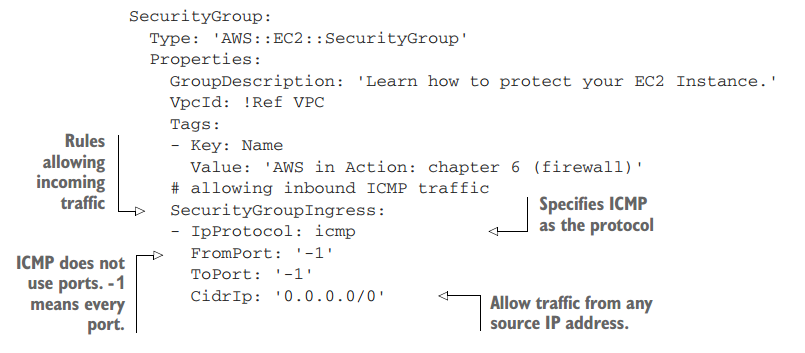 SecurityGroup:
Type: 'AWS::EC2::SecurityGroup'
Properties:
GroupDescription: 'Learn how to protect your EC2 Instance.'
VpcId: !Ref VPC
Tags:
- Key: Name
Value: 'AWS in Action: chapter 6 (firewall)'
# allowing inbound ICMP traffic
SecurityGroupIngress:
- IpProtocol: icmp
FromPort: '-1'
ToPort: '-1'
CidrIp: '0.0.0.0/0'
Rules
allowing
incoming
traffic
Specifies ICMP
as the protocol
ICMP does not
use ports. -1
means every
port.
Allow traffic from any
source IP address.